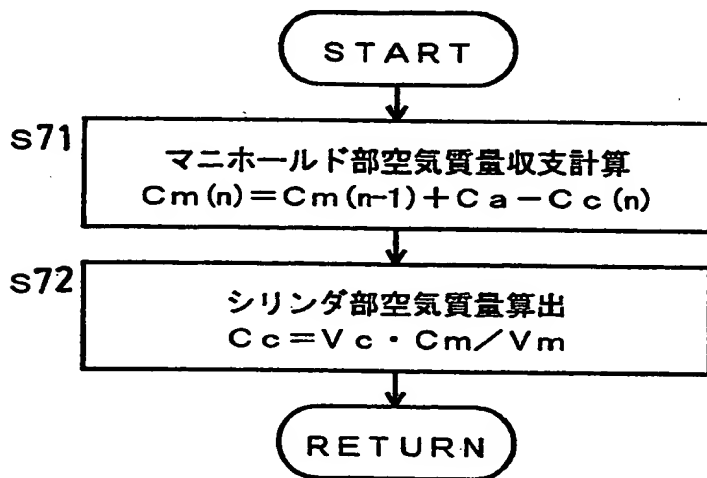 START
S71
マニホールド部空気質量収支計算
Cm(n)=Cm(n-1)+Ca-Cc(n)
S72
シリンダ部空気質量算出
Cc=Vc・Cm/Vm
RETURN